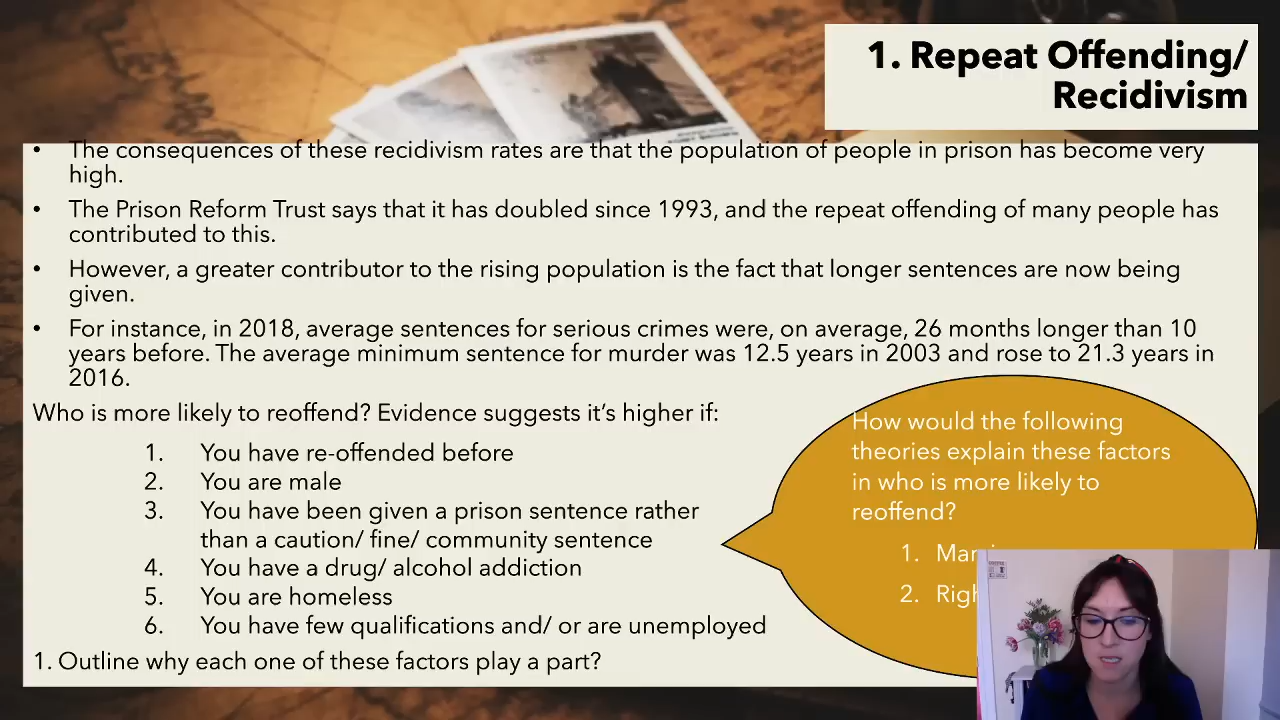 1. Repeat Offending/
Recidivism
• The consequences of these recidivism rates are that the population of people in prison has become very
high.
• The Prison Reform Trust says that it has doubled since 1993, and the repeat offending of many people has
contributed to this.
• However, a greater contributor to the rising population is the fact that longer sentences are now being
given.
• For instance, in 2018, average sentences for serious crimes were, on average, 26 months longer than 10
years before. The average minimum sentence for murder was 12.5 years in 2003 and rose to 21.3 years in
2016.
Who is more likely to reoffend? Evidence suggests it's higher if:
1. You have re-offended before
2. You are male
3. You have been given a prison sentence rather
than a caution/ fine/ community sentence
4. You have a drug/ alcohol addiction
5. You are homeless
6. You have few qualifications and/ or are unemployed
1. Outline why each one of these factors play a part?
How would the following
theories explain these factors
in who is more likely to
reoffend?
1.
2.